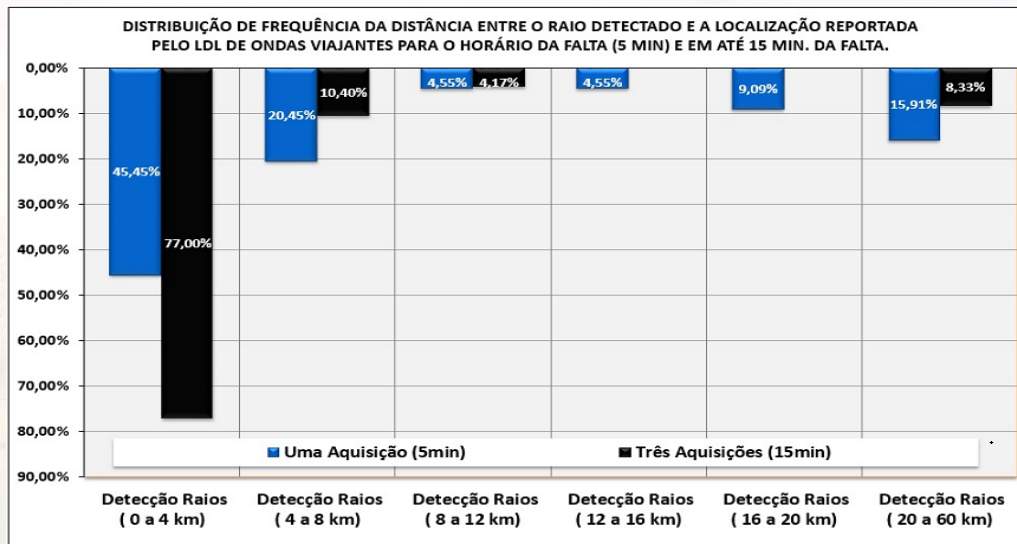 DISTRIBUIÇÃO DE FREQUÊNCIA DA DISTÂNCIA ENTRE O RAIO DETECTADO E A LOCALIZAÇÃO REPORTADA
PELO LDL DE ONDAS VIAJANTES PARA O HORÁRIO DA FALTA (5 MIN) E EM ATÉ 15 MIN. DA FALTA.
0,00%
10,00%
20,00%
30,00%
40,00%
50,00%
60,00%
70,00%
80,00%
90,00%
45,45%
77,00%
20,45%
10,40%
4,55%
4,17%
4,55%
9,09%
15,91%
8,33%
Uma Aquisição (5min)
Três Aquisições (15min)
Detecção Raios
( 0 a 4 km)
Detecção Raios
( 4 a 8 km)
Detecção Raios
( 8 a 12 km)
Detecção Raios
( 12 a 16 km)
Detecção Raios
( 16 a 20 km)
Detecção Raios
( 20 a 60 km)